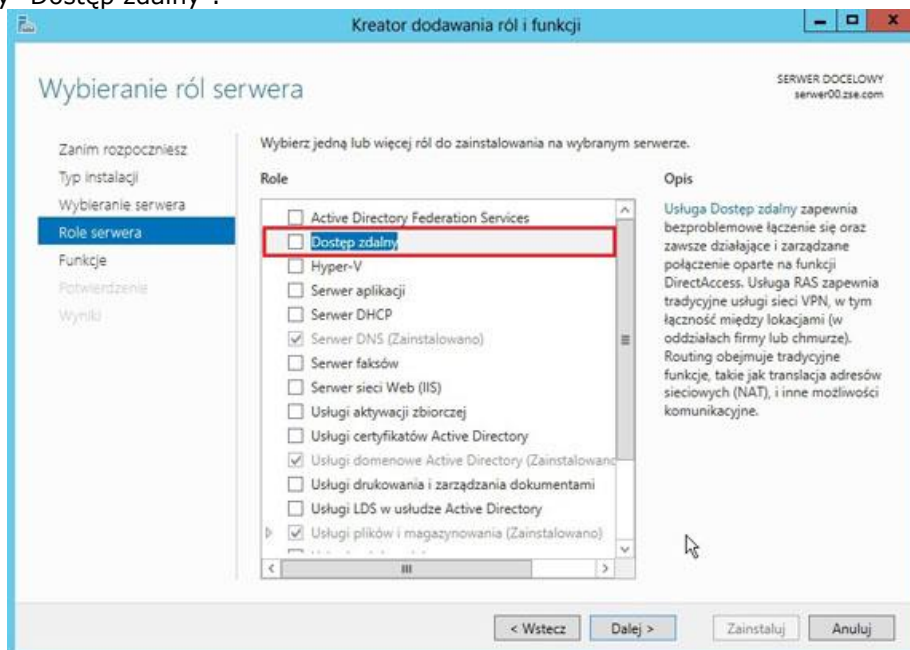 y "Dostęp zdalny".
Kreator dodawania ról i funkcji
Wybieranie ról serwera
SERWER DOCELOWY
serwer00.zse.com
Zanim rozpoczniesz
Typ instalacji
Wybieranie serwera
Role serwera
Funkcje
Potwierdzenie
Wyniki
Wybierz jedną lub więcej ról do zainstalowania na wybranym serwerze.
Role
Active Directory Federation Services
Dostęp zdalny
Hyper-V
Serwer aplikacji
Serwer DHCP
Serwer DNS (Zainstalowano)
Serwer faksów
Serwer sieci Web (IIS)
Usługi aktywacji zbiorczej
Usługi certyfikatów Active Directory
Usługi domenowe Active Directory (Zainstalowano
Usługi drukowania i zarządzania dokumentami
Usługi LDS w usłudze Active Directory
Usługi plików i magazynowania (Zainstalowano)
Opis
Usługa Dostęp zdalny zapewnia
bezproblemowe łączenie się oraz
zawsze działające i zarządzane
połączenie oparte na funkcji
DirectAccess. Usługa RAS zapewnia
tradycyjne usługi sieci VPN, w tym
łączność między lokacjami (w
oddziałach firmy lub chmurze).
Routing obejmuje tradycyjne
funkcje, takie jak translacja adresów
sieciowych (NAT), i inne możliwości
komunikacyjne.
< Wstecz
Dalej >
Zainstaluj
Anuluj